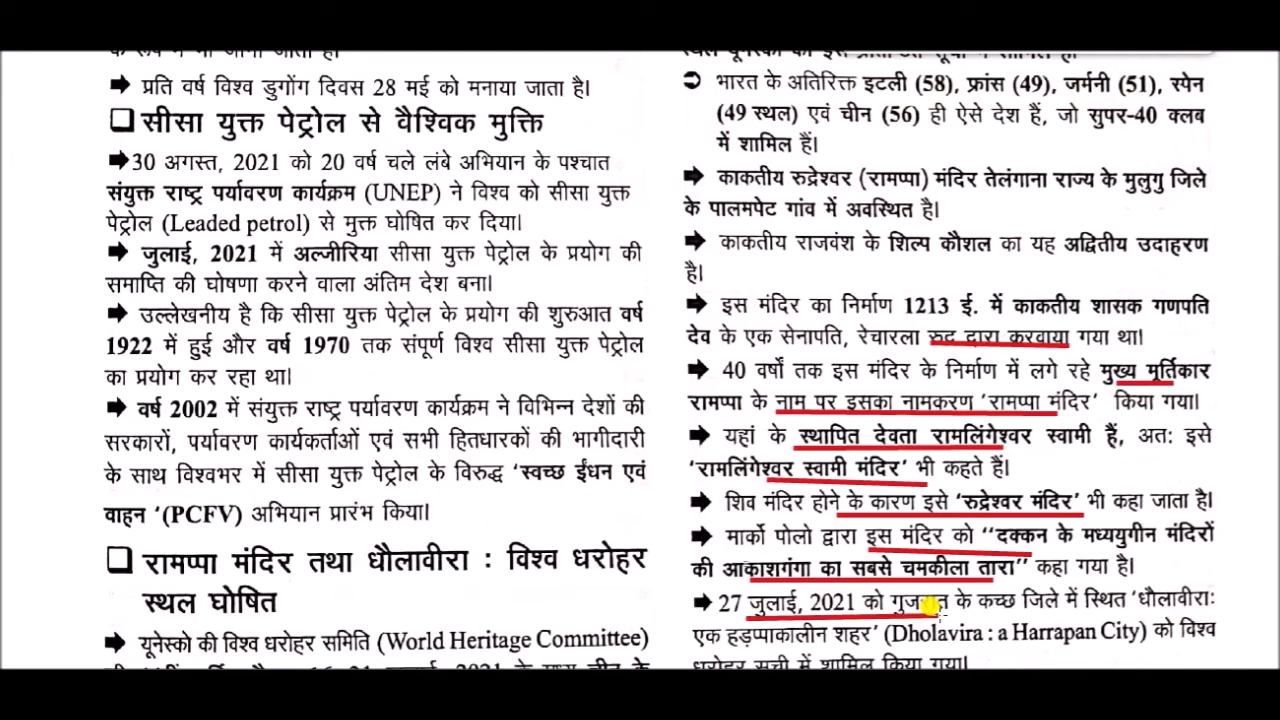 ➡ प्रति वर्ष विश्व डुगोंग दिवस 28 मई को मनाया जाता है।
❑ सीसा युक्त पेट्रोल से वैश्विक मुक्ति
➡30 अगस्त, 2021 को 20 वर्ष चले लंबे अभियान के पश्चात
संयुक्त राष्ट्र पर्यावरण कार्यक्रम (UNEP) ने विश्व को सीसा युक्त
पेट्रोल (Leaded petrol) से मुक्त घोषित कर दिया।
➡ जुलाई, 2021 में अल्जीरिया सीसा युक्त पेट्रोल के प्रयोग की
समाप्ति की घोषणा करने वाला अंतिम देश बना।
➡ उल्लेखनीय है कि सीसा युक्त पेट्रोल के प्रयोग की शुरुआत वर्ष
1922 में हुई और वर्ष 1970 तक संपूर्ण विश्व सीसा युक्त पेट्रोल
का प्रयोग कर रहा था।
➡ वर्ष 2002 में संयुक्त राष्ट्र पर्यावरण कार्यक्रम ने विभिन्न देशों की
सरकारों, पर्यावरण कार्यकर्ताओं एवं सभी हितधारकों की भागीदारी
के साथ विश्वभर में सीसा युक्त पेट्रोल के विरुद्ध 'स्वच्छ ईंधन एवं
वाहन '(PCFV) अभियान प्रारंभ किया।
❑ रामप्पा मंदिर तथा धौलावीरा : विश्व धरोहर
स्थल घोषित
➡ यूनेस्को की विश्व धरोहर समिति (World Heritage Committee)
➲ भारत के अतिरिक्त इटली (58), फ्रांस (49), जर्मनी (51), स्पेन
(49 स्थल) एवं चीन (56) ही ऐसे देश हैं, जो सुपर-40 क्लब
में शामिल हैं।
➡ काकतीय रुद्रेश्वर (रामप्पा) मंदिर तेलंगाना राज्य के मुलुगु जिले
के पालमपेट गांव में अवस्थित है।
➡ काकतीय राजवंश के शिल्प कौशल का यह अद्वितीय उदाहरण
है।
➡ इस मंदिर का निर्माण 1213 ई. में काकतीय शासक गणपति
देव के एक सेनापति, रेचारला रुद्र द्वारा करवाया गया था।
➡ 40 वर्षों तक इस मंदिर के निर्माण में लगे रहे मुख्य मूर्तिकार
रामप्पा के नाम पर इसका नामकरण 'रामप्पा मंदिर' किया गया।
➡ यहां के स्थापित देवता रामलिंगेश्वर स्वामी हैं, अत: इसे
'रामलिंगेश्वर स्वामी मंदिर' भी कहते हैं।
➡ शिव मंदिर होने के कारण इसे 'रुद्रेश्वर मंदिर' भी कहा जाता है।
➡ मार्को पोलो द्वारा इस मंदिर को ''दक्कन के मध्ययुगीन मंदिरों
की आकाशगंगा का सबसे चमकीला तारा'' कहा गया है।
➡ 27 जुलाई, 2021 को गुजरात के कच्छ जिले में स्थित 'धौलावीरा:
एक हड़प्पाकालीन शहर' (Dholavira : a Harrapan City) को विश्व
धरोहर सूची में शामिल किया गया।